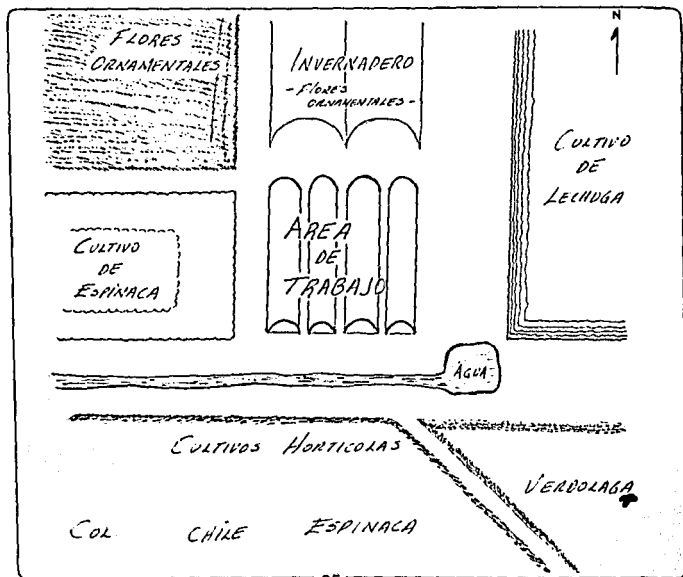 N
FLORES
ORNAMENTALES
INVERNADERO
- FLORES
ORNAMENTALES -
CULTIVO
DE
LECHUGA
CULTIVO
DE
ESPINACA
AREA
DE
TRABAJO
AGUA
CULTIVOS HORTICOLAS
VERDOLAGA
COL CHILE ESPINACA